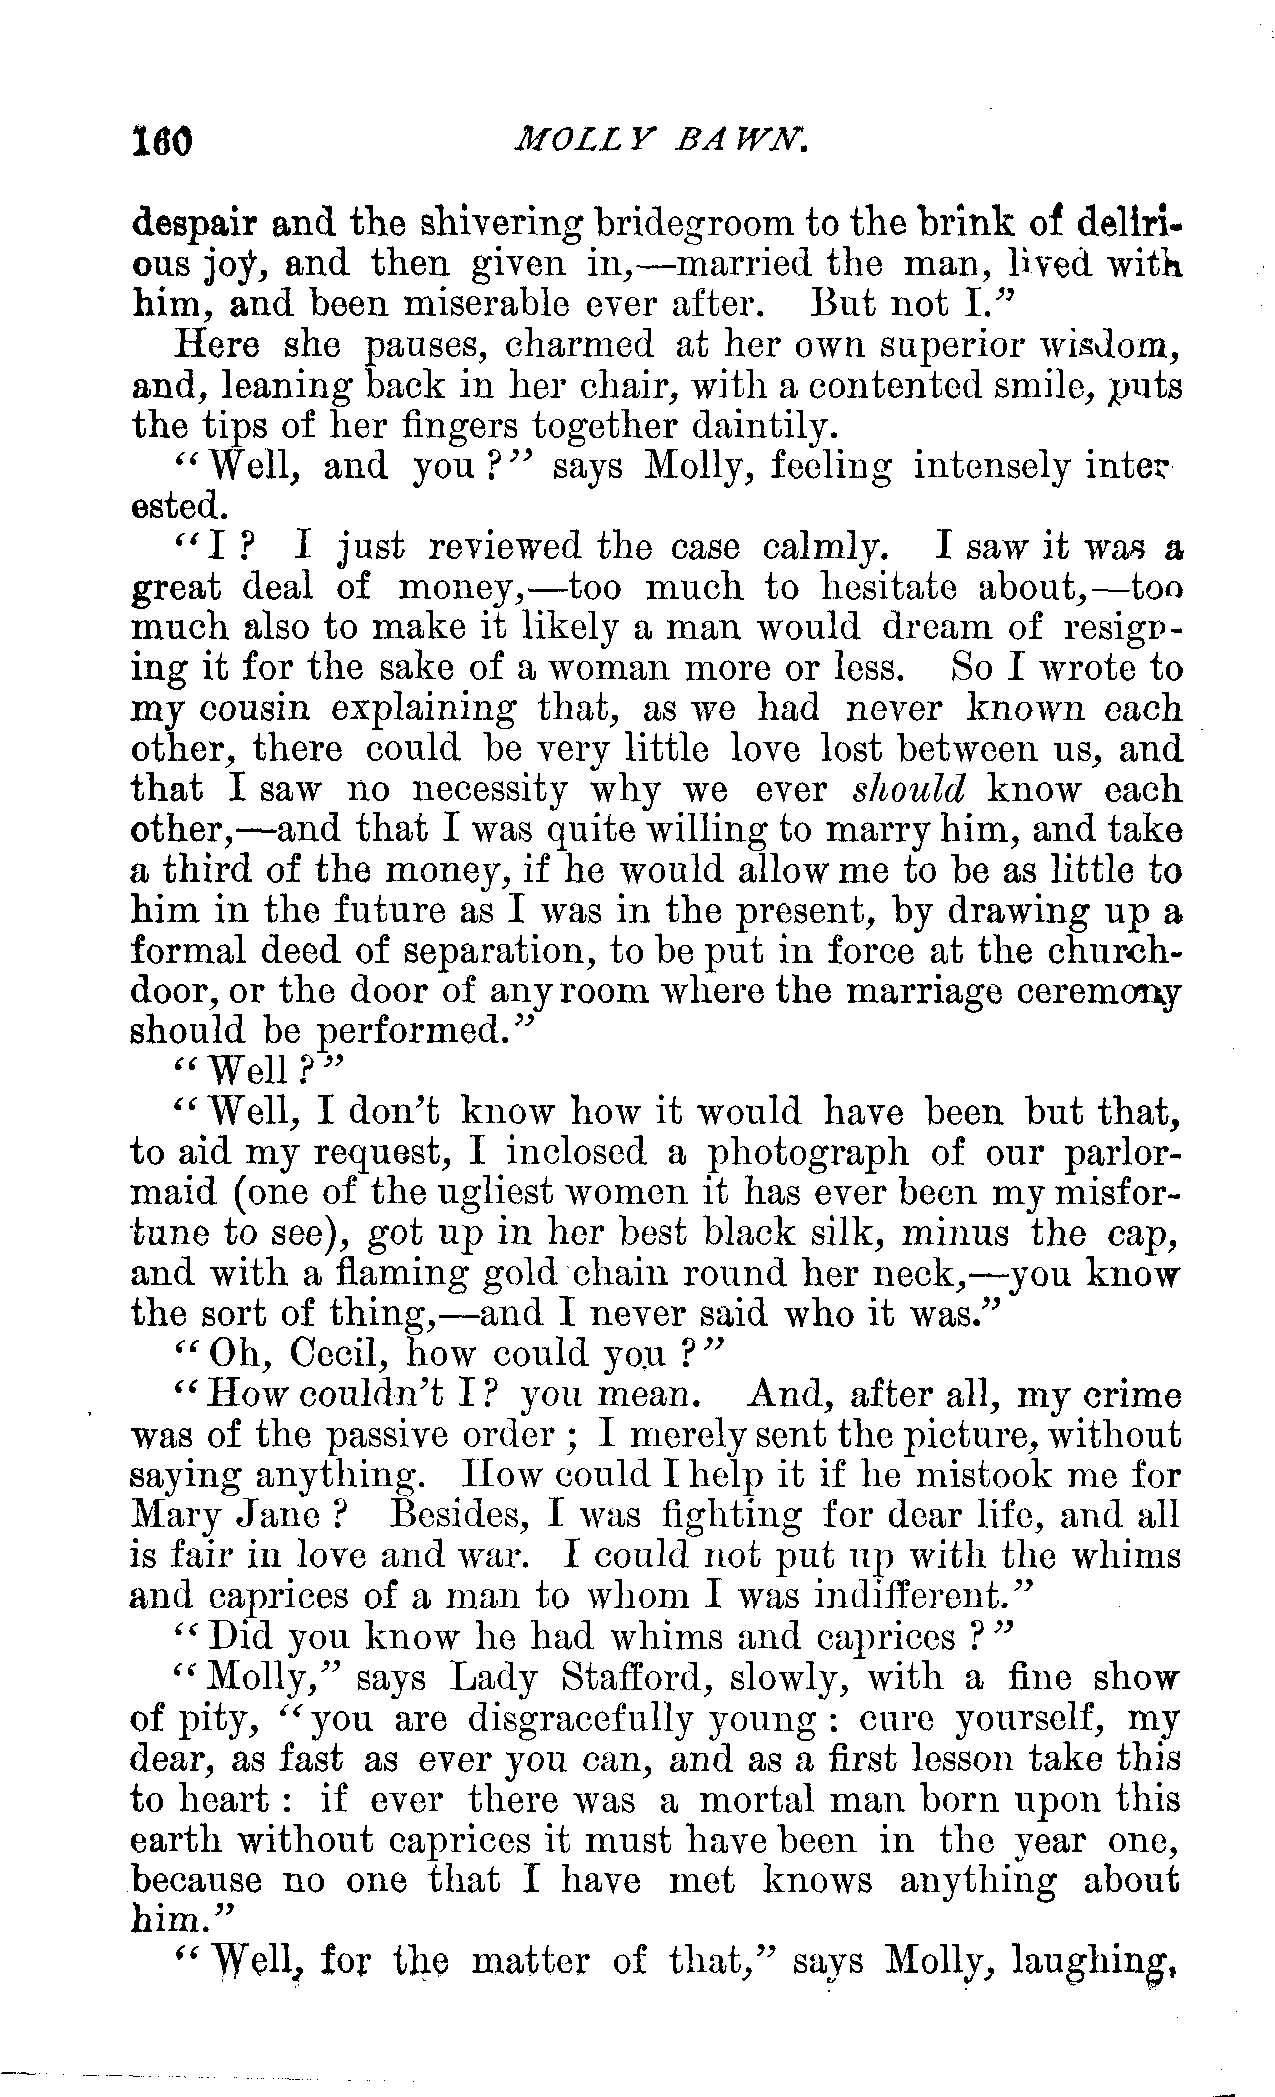 160 MOLLY BAWN.
despair and the shivering bridegroom to the brink of deliri-
ous joy, and then given in,—married the man, lived with
him, and been miserable ever after. But not I.”
Here she pauses, charmed at her own superior wisdom,
and, leaning back in her chair, with a contented smile, puts
the tips of her fingers together daintily.
“Well, and you?” says Molly, feeling intensely inter
ested.
“I? I just reviewed the case calmly. I saw it was a
great deal of money,—too much to hesitate about,—too
much also to make it likely a man would dream of resign-
ing it for the sake of a woman more or less. So I wrote to
my cousin explaining that, as we had never known each
other, there could be very little love lost between us, and
that I saw no necessity why we ever should know each
other,—and that I was quite willing to marry him, and take
a third of the money, if he would allow me to be as little to
him in the future as I was in the present, by drawing up a
formal deed of separation, to be put in force at the church-
door, or the door of any room where the marriage ceremony
should be performed.”
“Well?”
“Well, I don’t know how it would have been but that,
to aid my request, I inclosed a photograph of our parlor-
maid (one of the ugliest women it has ever been my misfor-
tune to see), got up in her best black silk, minus the cap,
and with a flaming gold chain round her neck,—you know
the sort of thing,—and I never said who it was.”
“Oh, Cecil, how could you?”
“How couldn’t I? you mean. And, after all, my crime
was of the passive order; I merely sent the picture, without
saying anything. How could I help it if he mistook me for
Mary Jane? Besides, I was fighting for dear life, and all
is fair in love and war. I could not put up with the whims
and caprices of a man to whom I was indifferent.”
“Did you know he had whims and caprices?”
“Molly,” says Lady Stafford, slowly, with a fine show
of pity, “you are disgracefully young: cure yourself, my
dear, as fast as ever you can, and as a first lesson take this
to heart: if ever there was a mortal man born upon this
earth without caprices it must have been in the year one,
because no one that I have met knows anything about
him.”
“Well, for the matter of that,” says Molly, laughing,